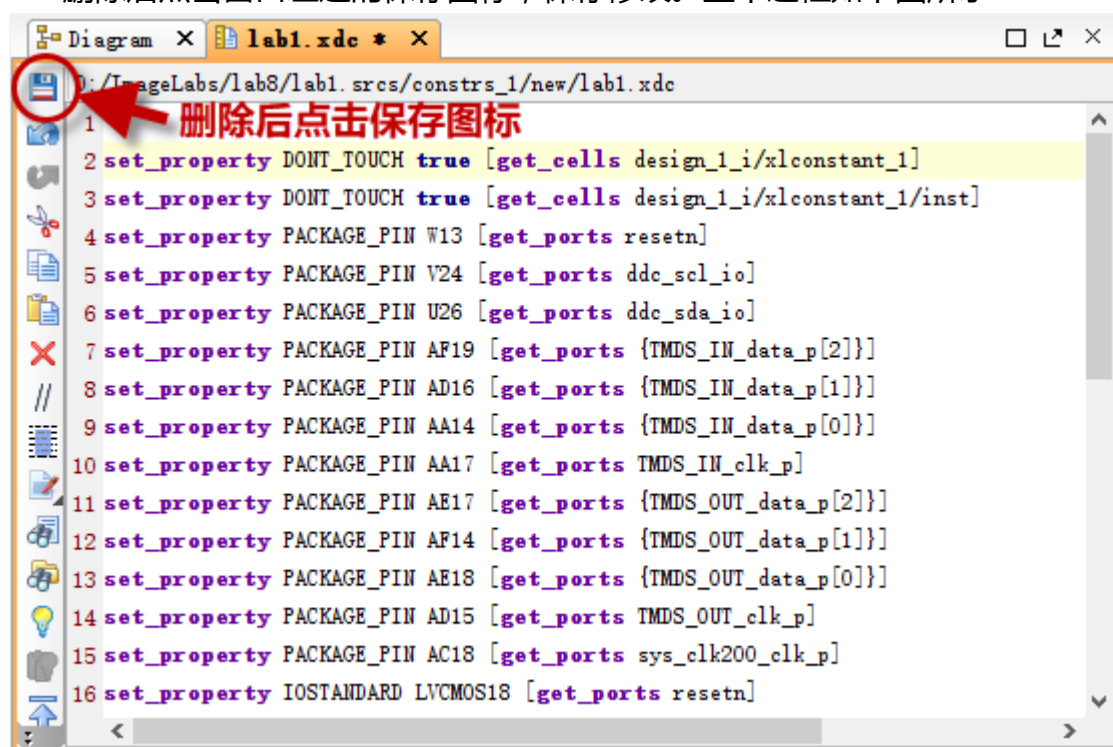 Diagram × lab1.xdc * ×
D:/ImageLabs/lab8/lab1.srcs/constrs_1/new/lab1.xdc
删除后点击保存图标
1
2 set_property DONT_TOUCH true [get_cells design_1_i/xlconstant_1]
3 set_property DONT_TOUCH true [get_cells design_1_i/xlconstant_1/inst]
4 set_property PACKAGE_PIN W13 [get_ports resetn]
5 set_property PACKAGE_PIN V24 [get_ports ddc_scl_io]
6 set_property PACKAGE_PIN U26 [get_ports ddc_sda_io]
7 set_property PACKAGE_PIN AF19 [get_ports {TMDS_IN_data_p[2]}]
8 set_property PACKAGE_PIN AD16 [get_ports {TMDS_IN_data_p[1]}]
9 set_property PACKAGE_PIN AA14 [get_ports {TMDS_IN_data_p[0]}]
10 set_property PACKAGE_PIN AA17 [get_ports TMDS_IN_clk_p]
11 set_property PACKAGE_PIN AE17 [get_ports {TMDS_OUT_data_p[2]}]
12 set_property PACKAGE_PIN AF14 [get_ports {TMDS_OUT_data_p[1]}]
13 set_property PACKAGE_PIN AE18 [get_ports {TMDS_OUT_data_p[0]}]
14 set_property PACKAGE_PIN AD15 [get_ports TMDS_OUT_clk_p]
15 set_property PACKAGE_PIN AC18 [get_ports sys_clk200_clk_p]
16 set_property IOSTANDARD LVCMOS18 [get_ports resetn]